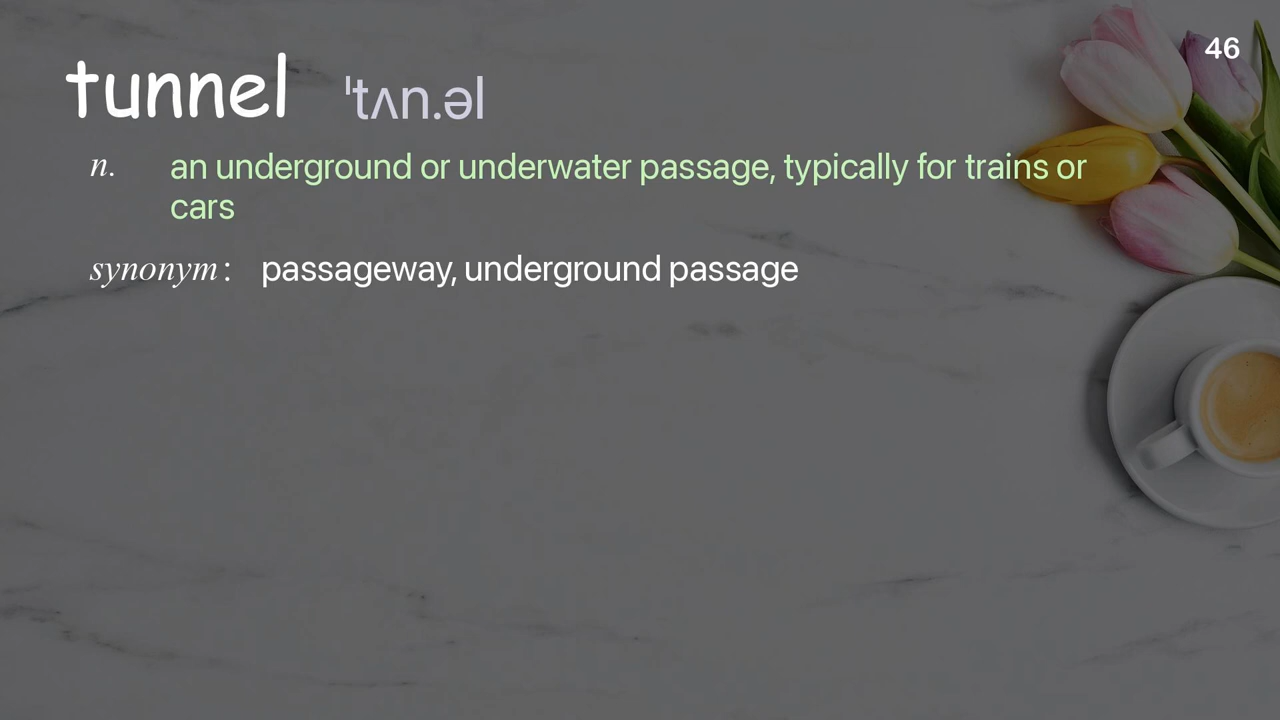 46
tunnel ˈtʌn.əl
n. an underground or underwater passage, typically for trains or
cars
synonym: passageway, underground passage